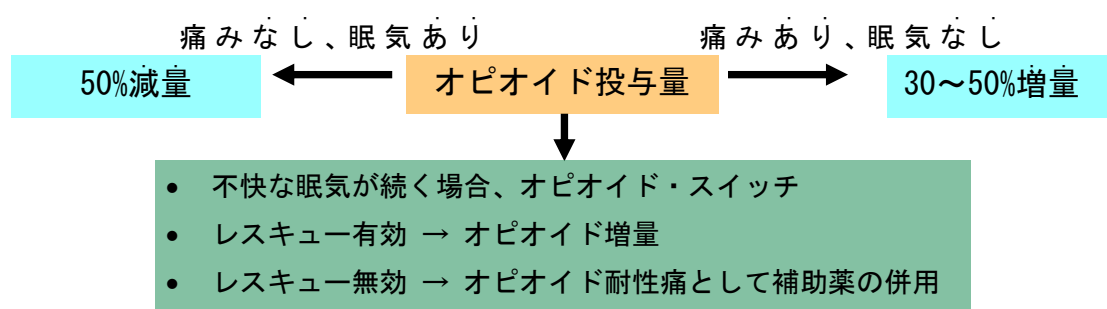 痛みなし、眠気あり 痛みあり、眠気なし
50%減量 オピオイド投与量 30～50%増量
• 不快な眠気が続く場合、オピオイド・スイッチ
• レスキュー有効 → オピオイド増量
• レスキュー無効 → オピオイド耐性痛として補助薬の併用